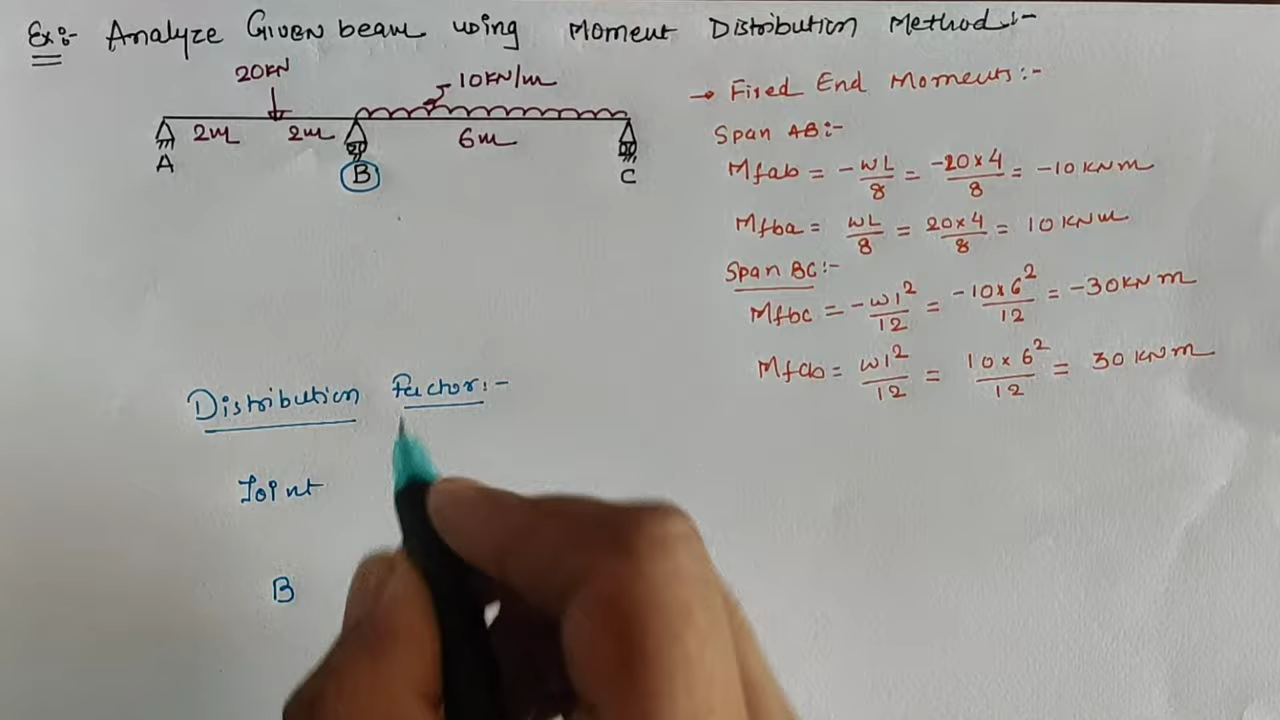 Ex:- Analyze Given beam using Moment Distribution Method:-
20KN
10KN/m
2m 2m 6m
A B C
→ Fixed End Moments:-
Span AB:-
Mfab = -WL/8 = -20×4/8 = -10 KNm
Mfba = WL/8 = 20×4/8 = 10 KNm
Span BC:-
Mfbc = -wl²/12 = -10×6²/12 = -30KNm
Mfcb = wl²/12 = 10×6²/12 = 30 KNm
Distribution Factor:-
Joint
B